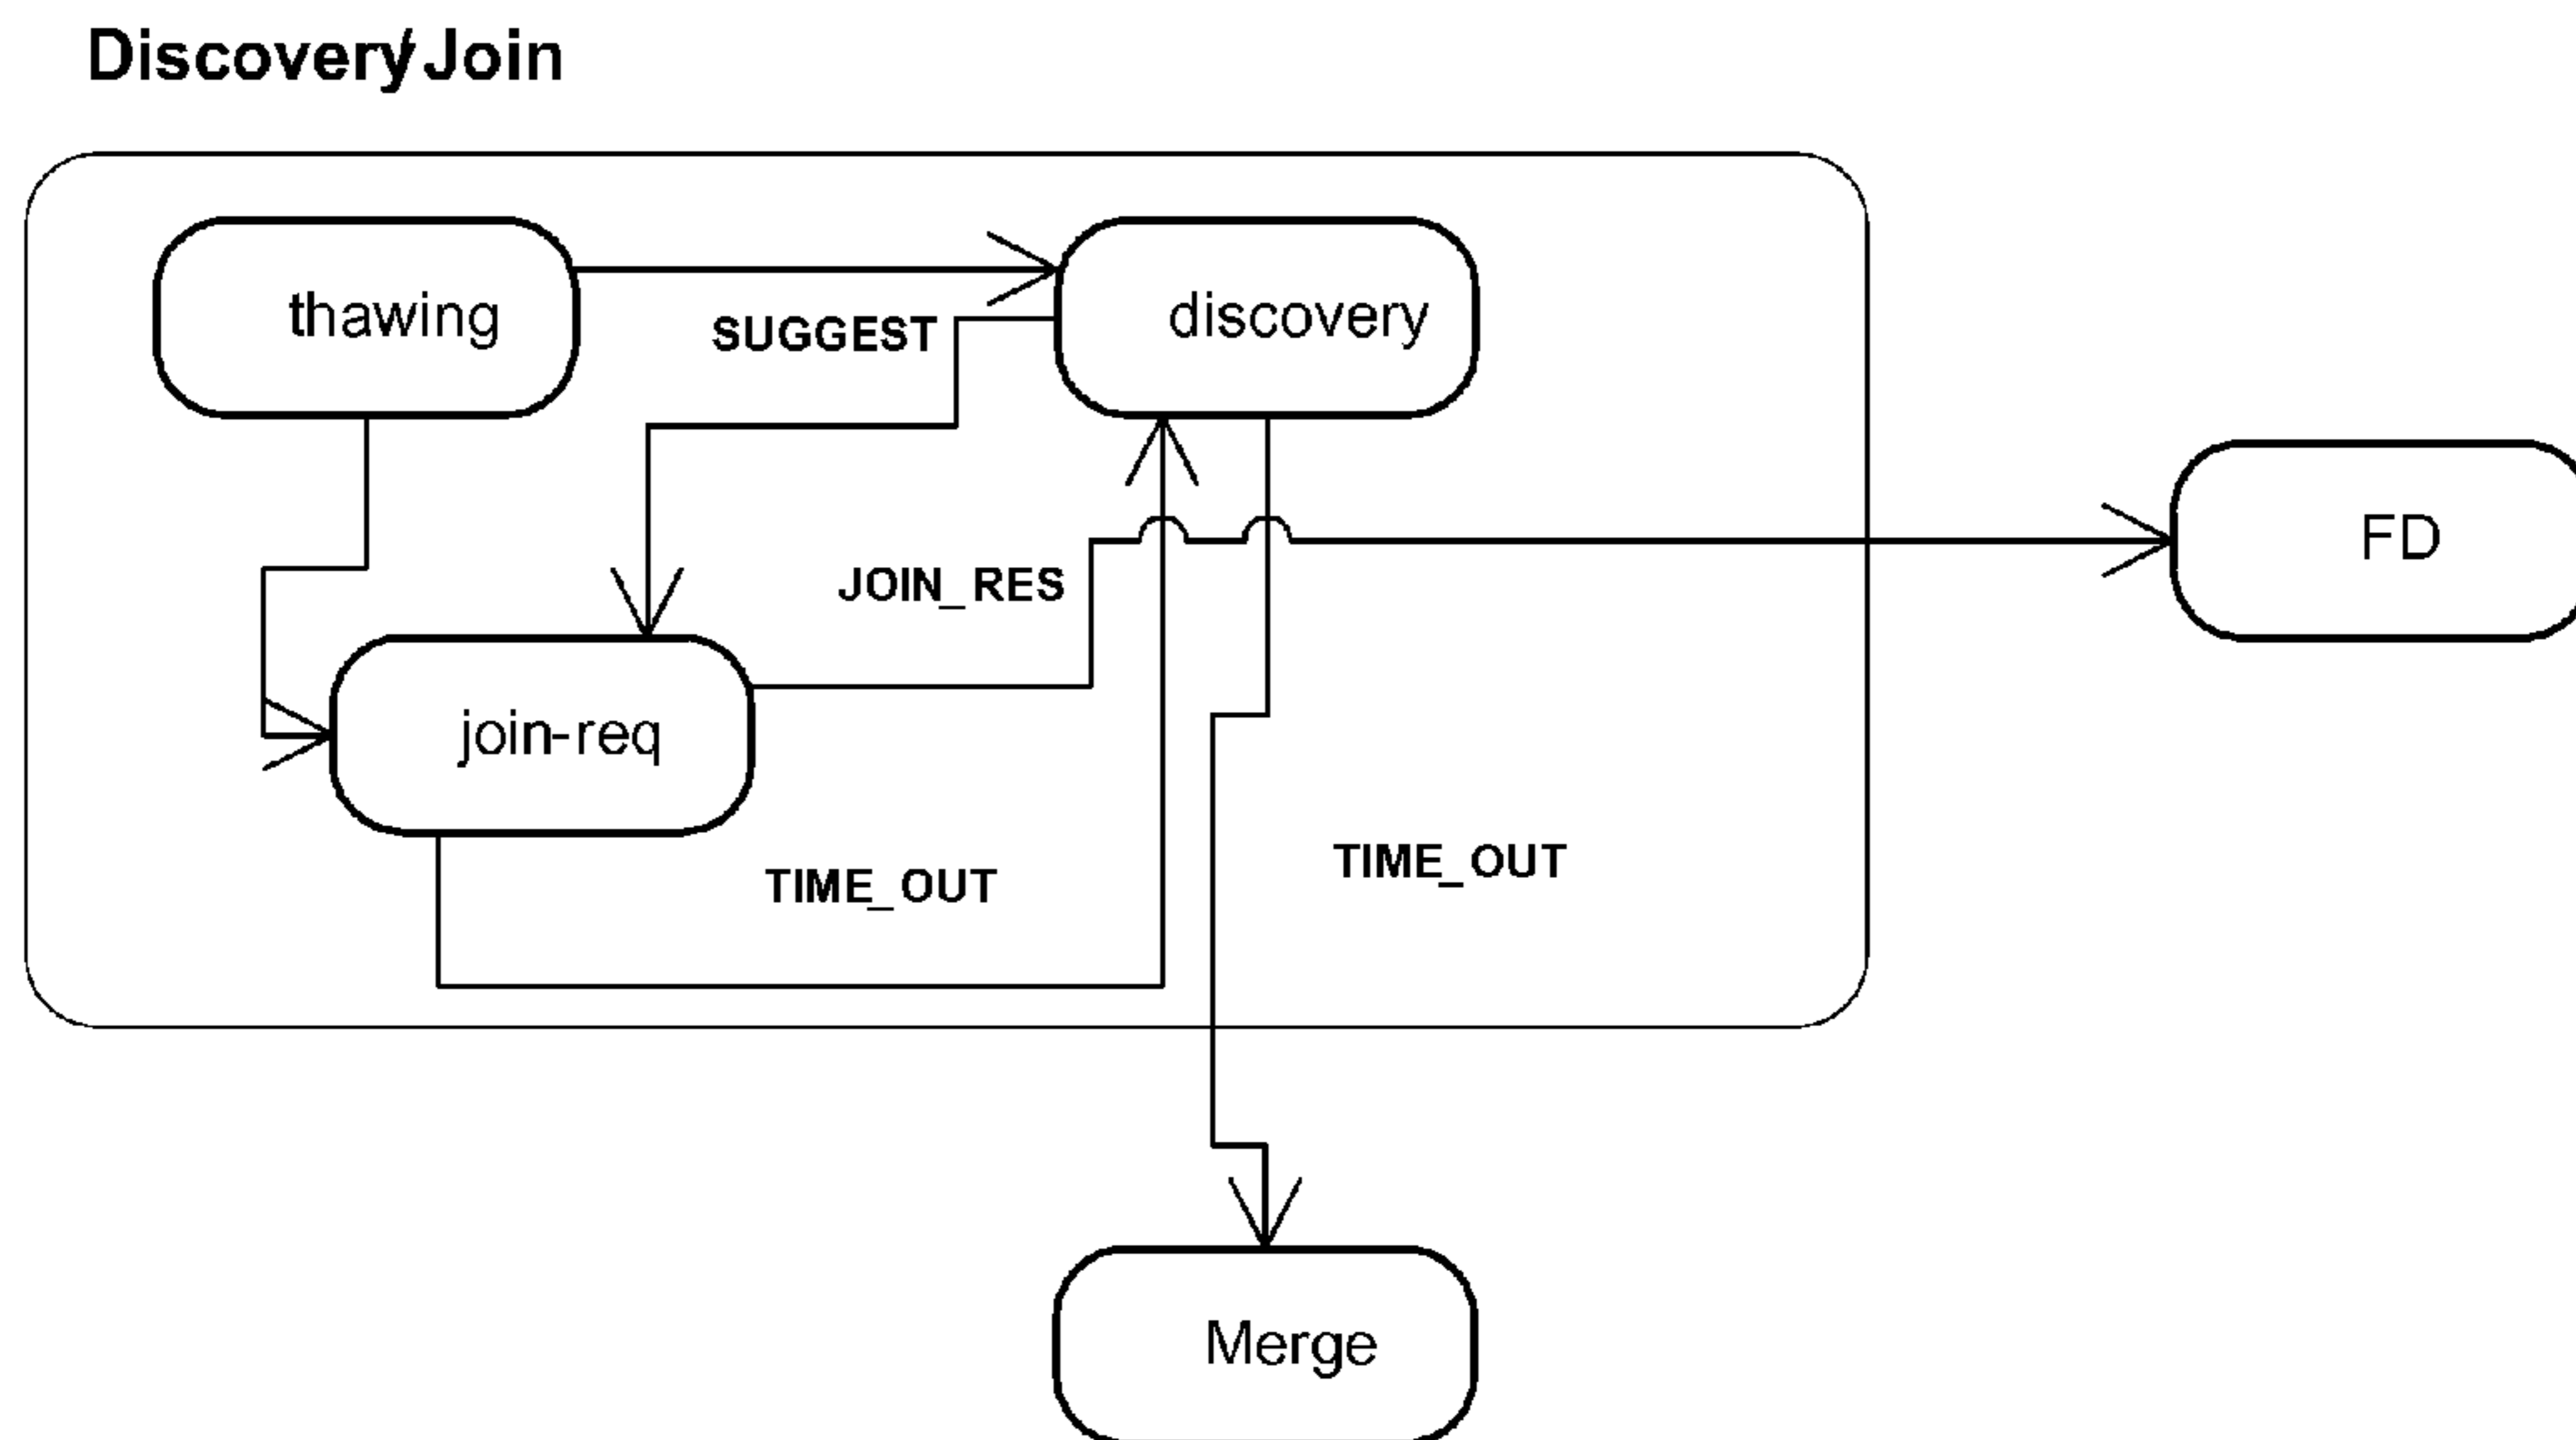 Discovery/Join
thawing
discovery
SUGGEST
FD
JOIN_RES
join-req
TIME_OUT
TIME_OUT
Merge